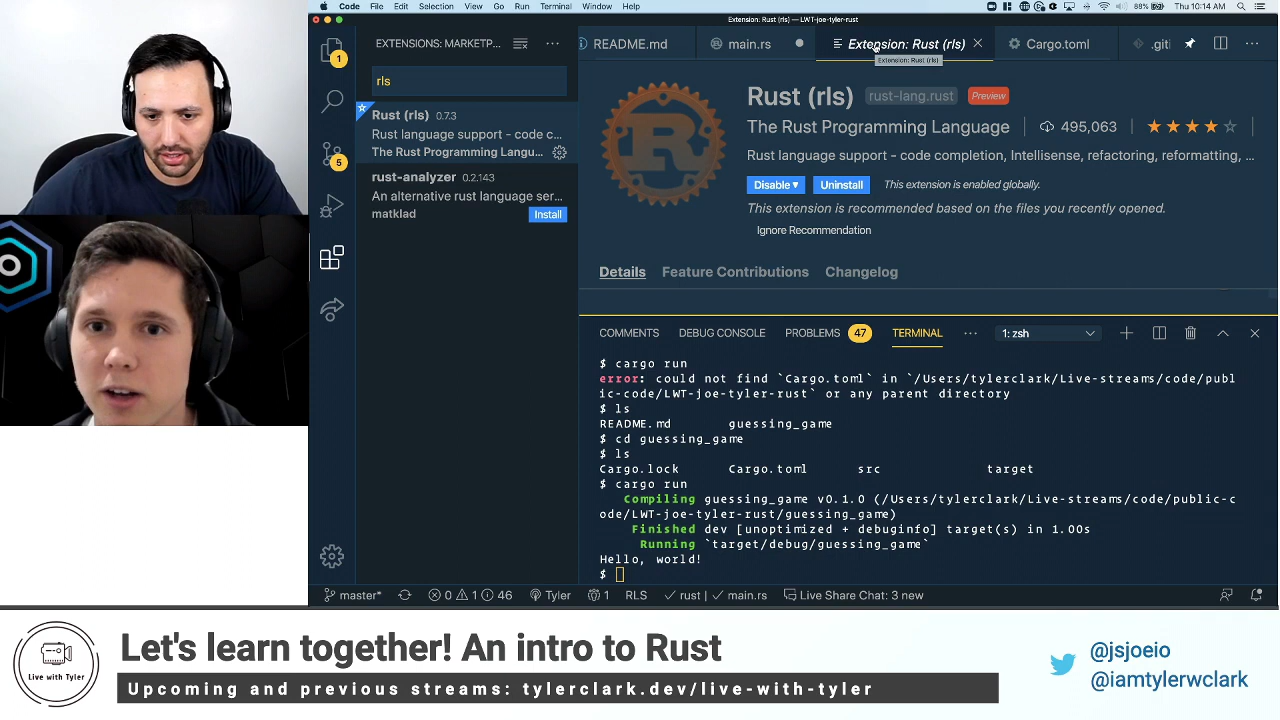 Code File Edit Selection View Go Run Terminal Window Help
68% Thu 10:14 AM
Extension: Rust (rls) — LWT-joe-tyler-rust
EXTENSIONS: MARKETP...
README.md main.rs Extension: Rust (rls) Cargo.toml .giti
Extension: Rust (rls)
1
5
rls
Rust (rls) 0.7.3
Rust language support - code c...
The Rust Programming Langu...
rust-analyzer 0.2.143
An alternative rust language ser...
matklad Install
Rust (rls) rust-lang.rust Preview
The Rust Programming Language 495,063
Rust language support - code completion, Intellisense, refactoring, reformatting, ...
Disable Uninstall This extension is enabled globally.
This extension is recommended based on the files you recently opened.
Ignore Recommendation
Details Feature Contributions Changelog
COMMENTS DEBUG CONSOLE PROBLEMS 47 TERMINAL ... 1: zsh
$ cargo run
error: could not find `Cargo.toml` in `/Users/tylerclark/Live-streams/code/publ
ic-code/LWT-joe-tyler-rust` or any parent directory
$ ls
README.md guessing_game
$ cd guessing_game
$ ls
Cargo.lock Cargo.toml src target
$ cargo run
Compiling guessing_game v0.1.0 (/Users/tylerclark/Live-streams/code/public-c
ode/LWT-joe-tyler-rust/guessing_game)
Finished dev [unoptimized + debuginfo] target(s) in 1.00s
Running `target/debug/guessing_game`
Hello, world!
$
master* 0 1 46 Tyler 1 RLS rust | main.rs Live Share Chat: 3 new
Live with Tyler
Let's learn together! An intro to Rust
Upcoming and previous streams: tylerclark.dev/live-with-tyler
@jsjoeio
@iamtylerwclark